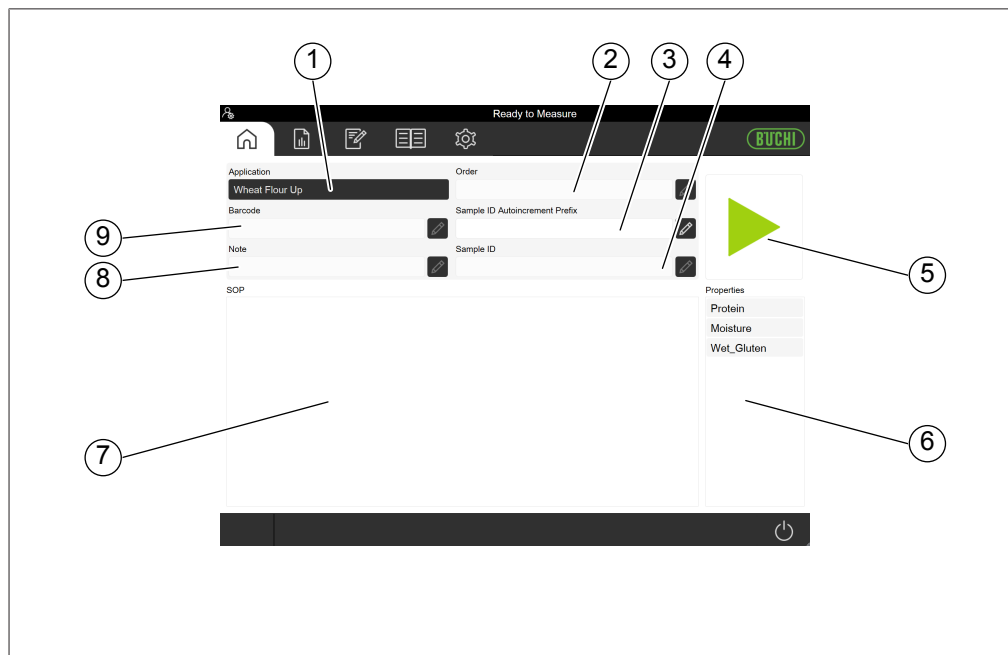 1 2 3 4
Ready to Measure
BUCHI
Application Order
Wheat Flour Up
Barcode Sample ID Autoincrement Prefix
9
Note Sample ID
8
5
SOP Properties
Protein
Moisture
Wet_Gluten
7
6